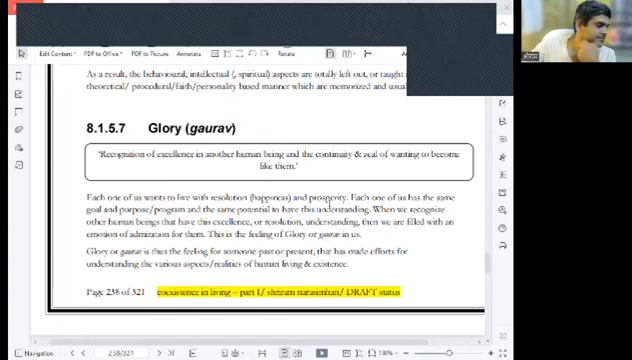 Edit Content PDF to Office PDF to Picture Annotate Rotate
As a result, the behavioural, intellectual (, spiritual) aspects are totally left out, or taught
theoretical/ procedural/faith/personality based manner which are memorized and usual
8.1.5.7 Glory (gaurav)
'Recognition of excellence in another human being and the continuity & zeal of wanting to become
like them.'
Each one of us wants to live with resolution (happiness) and prosperity. Each one of us has the same
goal and purpose/program and the same potential to have this understanding. When we recognize
other human beings that have this excellence, or resolution, understanding, then we are filled with an
emotion of admiration for them. This is the feeling of Glory or gaurav in us.
Glory or gaurav is thus the feeling for someone past or present, that has made efforts for
understanding the various aspects/realities of human living & existence.
Page 238 of 321 coexistence in living – part I/ shriram narasimhan/ DRAFT status
Navigation 238/321 130%